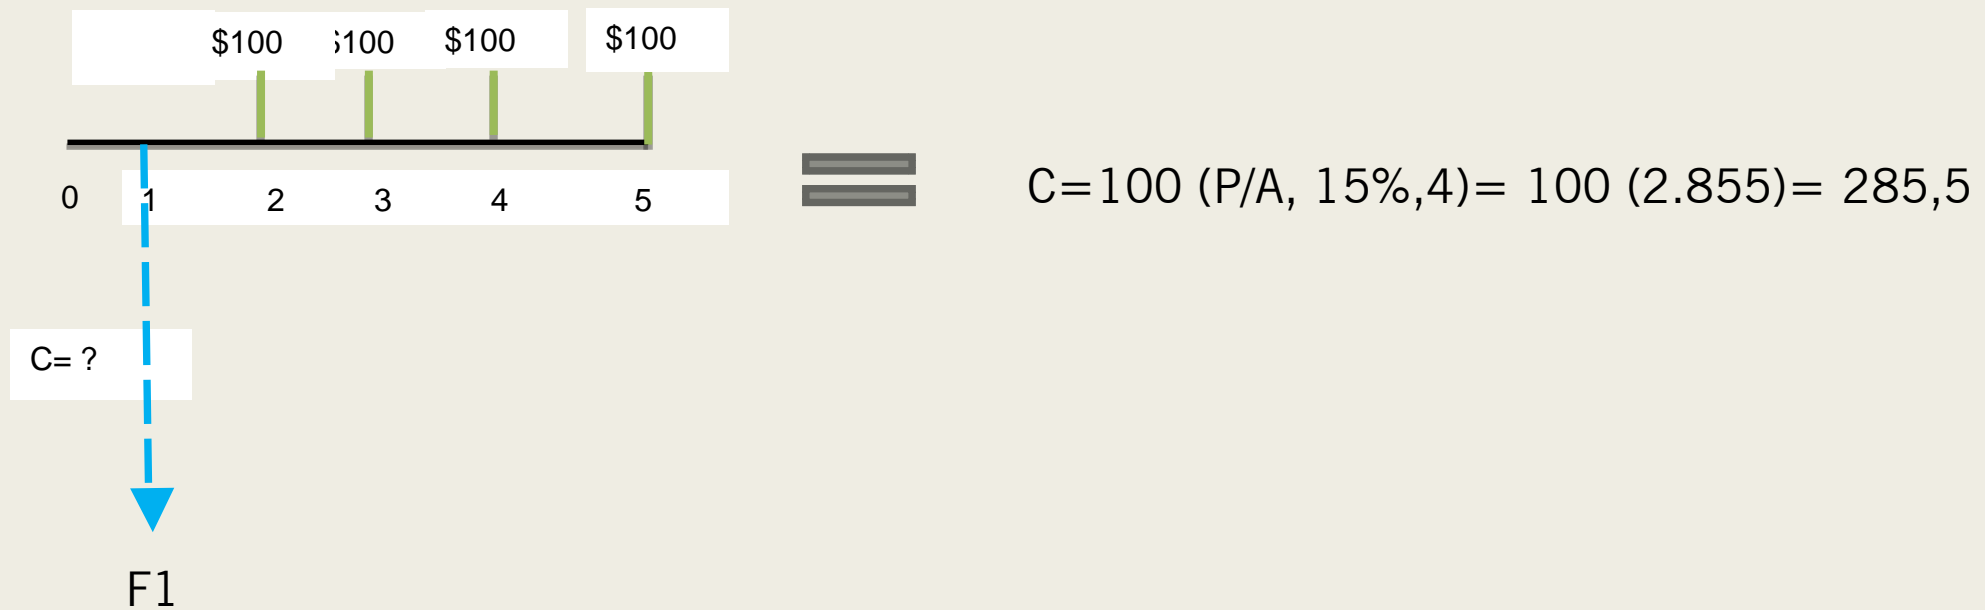 $100 $100 $100 $100
0 1 2 3 4 5
C=100 (P/A, 15%,4)= 100 (2.855)= 285,5
C= ?
F1